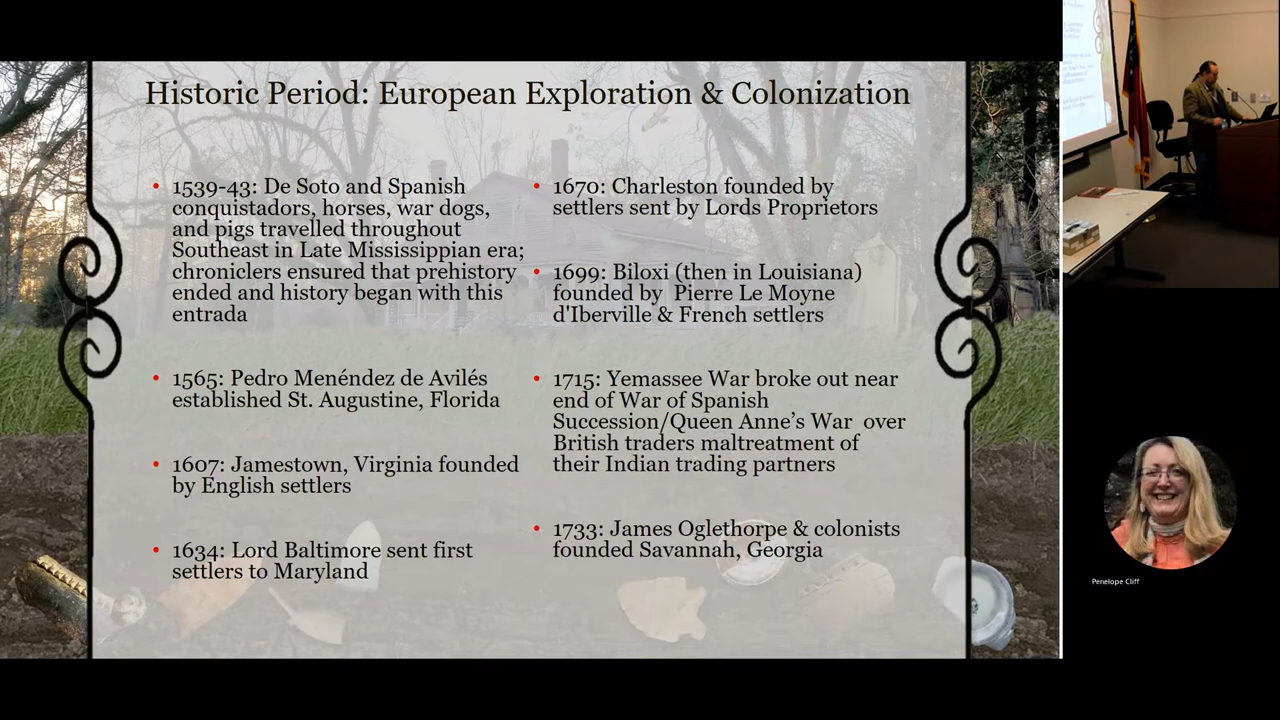 Historic Period: European Exploration & Colonization
• 1539-43: De Soto and Spanish
conquistadors, horses, war dogs,
and pigs travelled throughout
Southeast in Late Mississippian era;
chroniclers ensured that prehistory
ended and history began with this
entrada
• 1565: Pedro Menéndez de Avilés
established St. Augustine, Florida
• 1607: Jamestown, Virginia founded
by English settlers
• 1634: Lord Baltimore sent first
settlers to Maryland
• 1670: Charleston founded by
settlers sent by Lords Proprietors
• 1699: Biloxi (then in Louisiana)
founded by Pierre Le Moyne
d'Iberville & French settlers
• 1715: Yemassee War broke out near
end of War of Spanish
Succession/Queen Anne's War over
British traders maltreatment of
their Indian trading partners
• 1733: James Oglethorpe & colonists
founded Savannah, Georgia
Penelope Cliff